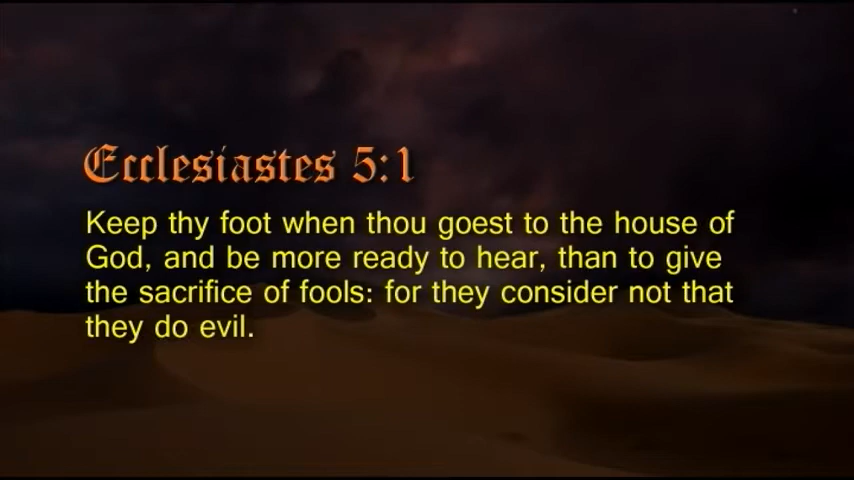 Ecclesiastes 5:1
Keep thy foot when thou goest to the house of
God, and be more ready to hear, than to give
the sacrifice of fools: for they consider not that
they do evil.